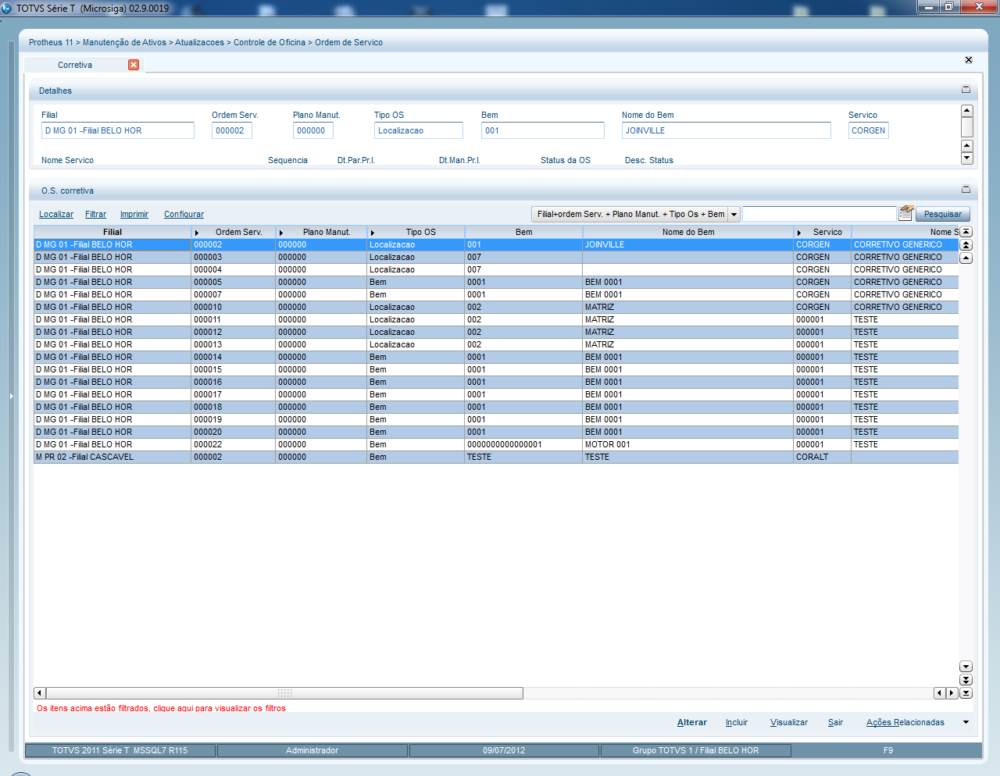 TOTVS Série T  (Microsiga) 02.9.0019
Protheus 11 > Manutenção de Ativos > Atualizacoes > Controle de Oficina > Ordem de Servico
Corretiva
Detalhes
Filial Ordem Serv. Plano Manut. Tipo OS Bem Nome do Bem Servico
D MG 01 -Filial BELO HOR 000002 000000 Localizacao 001 JOINVILLE CORGEN
Nome Servico Sequencia Dt.Par.Pr.I. Dt.Man.Pr.I. Status da OS Desc. Status
O.S. corretiva
Localizar Filtrar Imprimir Configurar Filial+ordem Serv. + Plano Manut. + Tipo Os + Bem Pesquisar
Filial Ordem Serv. Plano Manut. Tipo OS Bem Nome do Bem Servico Nome S
D MG 01 -Filial BELO HOR 000002 000000 Localizacao 001 JOINVILLE CORGEN CORRETIVO GENERICO
D MG 01 -Filial BELO HOR 000003 000000 Localizacao 007 CORGEN CORRETIVO GENERICO
D MG 01 -Filial BELO HOR 000004 000000 Localizacao 007 CORGEN CORRETIVO GENERICO
D MG 01 -Filial BELO HOR 000005 000000 Bem 0001 BEM 0001 CORGEN CORRETIVO GENERICO
D MG 01 -Filial BELO HOR 000007 000000 Bem 0001 BEM 0001 CORGEN CORRETIVO GENERICO
D MG 01 -Filial BELO HOR 000010 000000 Localizacao 002 MATRIZ CORGEN CORRETIVO GENERICO
D MG 01 -Filial BELO HOR 000011 000000 Localizacao 002 MATRIZ 000001 TESTE
D MG 01 -Filial BELO HOR 000012 000000 Localizacao 002 MATRIZ 000001 TESTE
D MG 01 -Filial BELO HOR 000013 000000 Localizacao 002 MATRIZ 000001 TESTE
D MG 01 -Filial BELO HOR 000014 000000 Bem 0001 BEM 0001 000001 TESTE
D MG 01 -Filial BELO HOR 000015 000000 Bem 0001 BEM 0001 000001 TESTE
D MG 01 -Filial BELO HOR 000016 000000 Bem 0001 BEM 0001 000001 TESTE
D MG 01 -Filial BELO HOR 000017 000000 Bem 0001 BEM 0001 000001 TESTE
D MG 01 -Filial BELO HOR 000018 000000 Bem 0001 BEM 0001 000001 TESTE
D MG 01 -Filial BELO HOR 000019 000000 Bem 0001 BEM 0001 000001 TESTE
D MG 01 -Filial BELO HOR 000020 000000 Bem 0001 BEM 0001 000001 TESTE
D MG 01 -Filial BELO HOR 000022 000000 Bem 0000000000000001 MOTOR 001 000001 TESTE
M PR 02 -Filial CASCAVEL 000002 000000 Bem TESTE TESTE CORALT
Os itens acima estão filtrados, clique aqui para visualizar os filtros
Alterar Incluir Visualizar Sair Ações Relacionadas
TOTVS 2011 Série T  MSSQL7 R115 Administrador 09/07/2012 Grupo TOTVS 1 / Filial BELO HOR F9